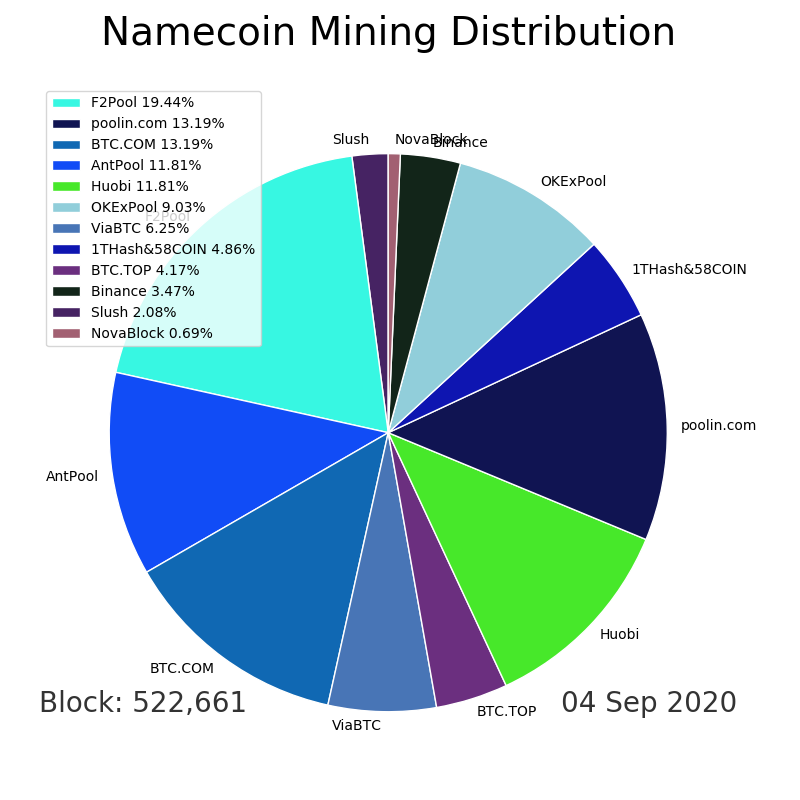 Namecoin Mining Distribution
F2Pool 19.44%
poolin.com 13.19%
BTC.COM 13.19%
AntPool 11.81%
Huobi 11.81%
OKExPool 9.03%
ViaBTC 6.25%
1THash&58COIN 4.86%
BTC.TOP 4.17%
Binance 3.47%
Slush 2.08%
NovaBlock 0.69%
Slush
NovaBlock
Binance
OKExPool
F2Pool
1THash&58COIN
poolin.com
AntPool
Huobi
BTC.COM
BTC.TOP
ViaBTC
Block: 522,661
04 Sep 2020